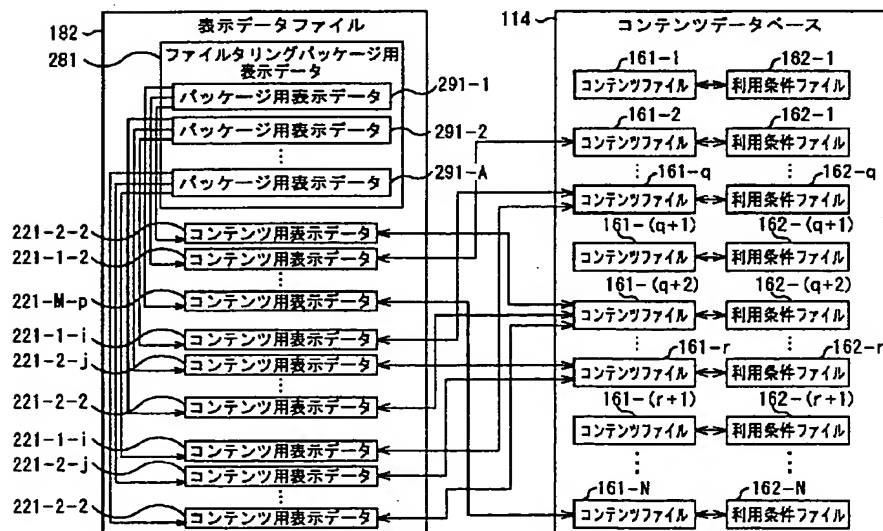 182
表示データファイル
281
ファイルタリングパッケージ用
表示データ
パッケージ用表示データ
291-1
パッケージ用表示データ
291-2
⋮
パッケージ用表示データ
291-A
221-2-2
コンテンツ用表示データ
221-1-2
コンテンツ用表示データ
⋮
221-M-p
コンテンツ用表示データ
221-1-i
コンテンツ用表示データ
221-2-j
コンテンツ用表示データ
⋮
221-2-2
コンテンツ用表示データ
221-1-i
コンテンツ用表示データ
221-2-j
コンテンツ用表示データ
⋮
221-2-2
コンテンツ用表示データ
114
コンテンツデータベース
161-1 162-1
コンテンツファイル 利用条件ファイル
161-2 162-1
コンテンツファイル 利用条件ファイル
⋮ ⋮
161-q 162-q
コンテンツファイル 利用条件ファイル
161-(q+1) 162-(q+1)
コンテンツファイル 利用条件ファイル
161-(q+2) 162-(q+2)
コンテンツファイル 利用条件ファイル
⋮ ⋮
161-r 162-r
コンテンツファイル 利用条件ファイル
161-(r+1) 162-(r+1)
コンテンツファイル 利用条件ファイル
⋮ ⋮
161-N 162-N
コンテンツファイル 利用条件ファイル